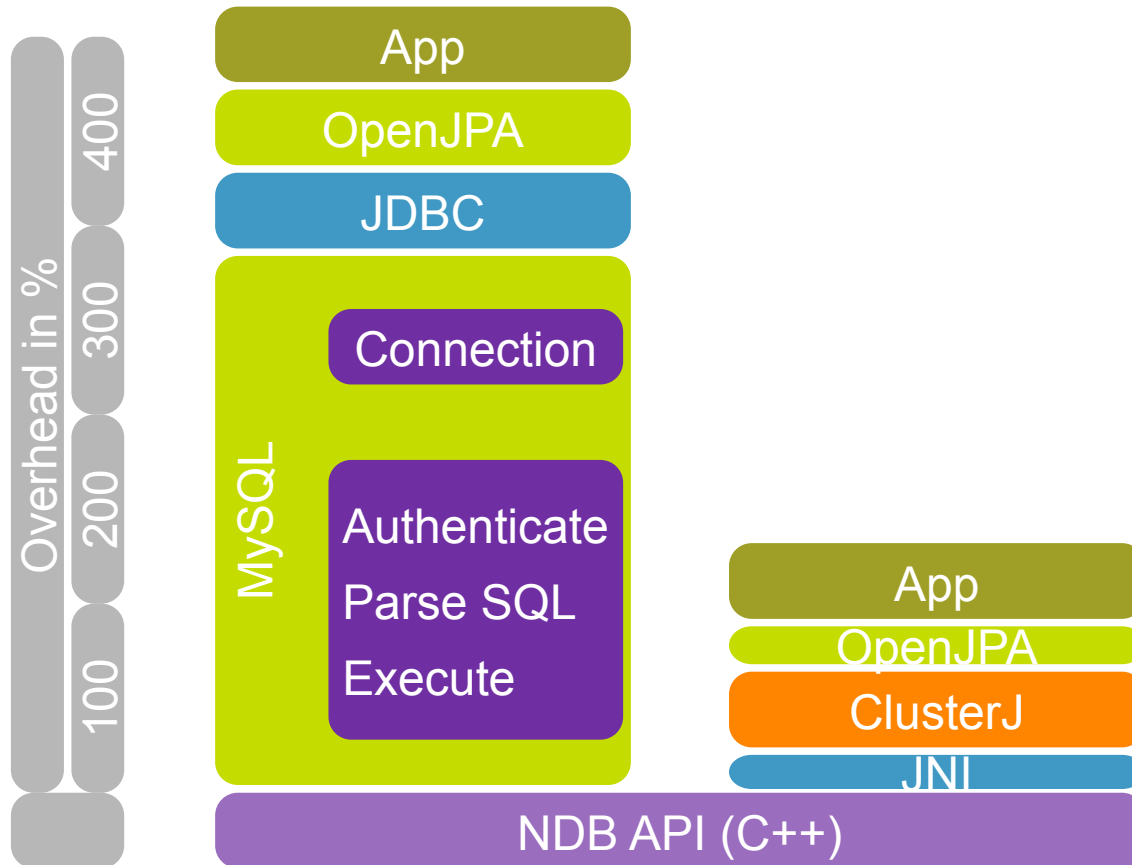 Overhead in %
400
300
200
100
App
OpenJPA
JDBC
MySQL
Connection
Authenticate
Parse SQL
Execute
App
OpenJPA
ClusterJ
JNI
NDB API (C++)